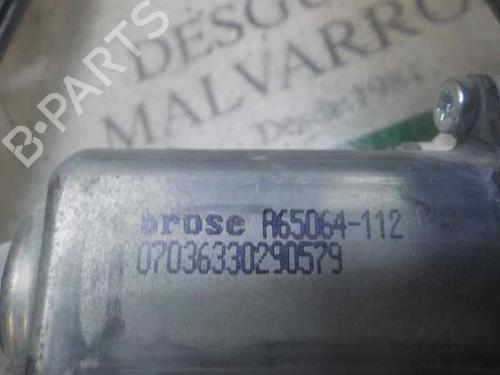 DESGU
MALVARRO
Desde 1984
B-PARTS
brose A65064-112
07036330290579